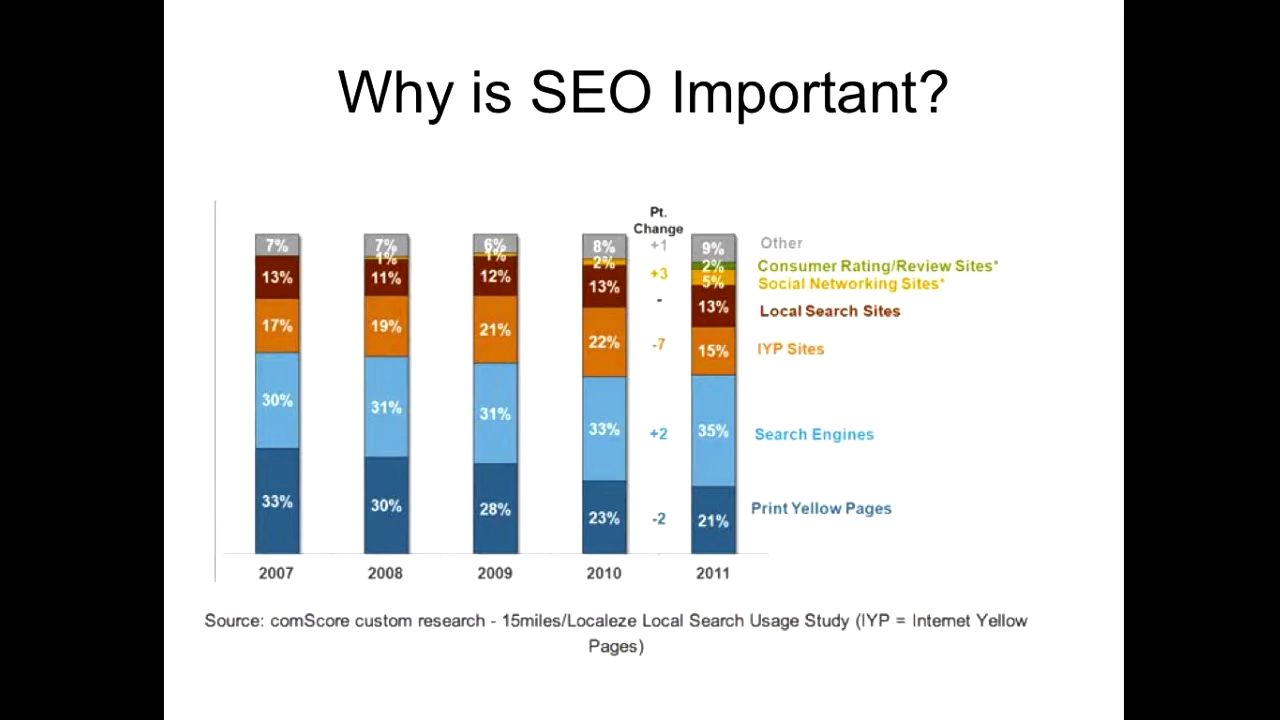 Why is SEO Important?
Pt.
Change
7% 7% 6% 8% +1 9% Other
1% 1% 2% 2% Consumer Rating/Review Sites*
+3 5% Social Networking Sites*
13% 11% 12% 13% - 13% Local Search Sites
17% 19% 21% 22% -7 15% IYP Sites
30% 31% 31% 33% +2 35% Search Engines
33% 30% 28% 23% -2 21% Print Yellow Pages
2007 2008 2009 2010 2011
Source: comScore custom research - 15miles/Localeze Local Search Usage Study (IYP = Internet Yellow
Pages)